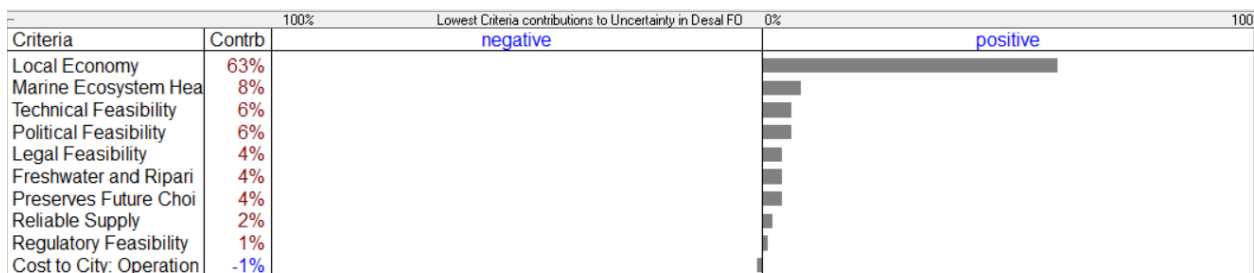 100% Lowest Criteria contributions to Uncertainty in Desal FO 0% 100
Criteria Contrb negative positive
Local Economy 63%
Marine Ecosystem Hea 8%
Technical Feasibility 6%
Political Feasibility 6%
Legal Feasibility 4%
Freshwater and Ripari 4%
Preserves Future Choi 4%
Reliable Supply 2%
Regulatory Feasibility 1%
Cost to City: Operation -1%